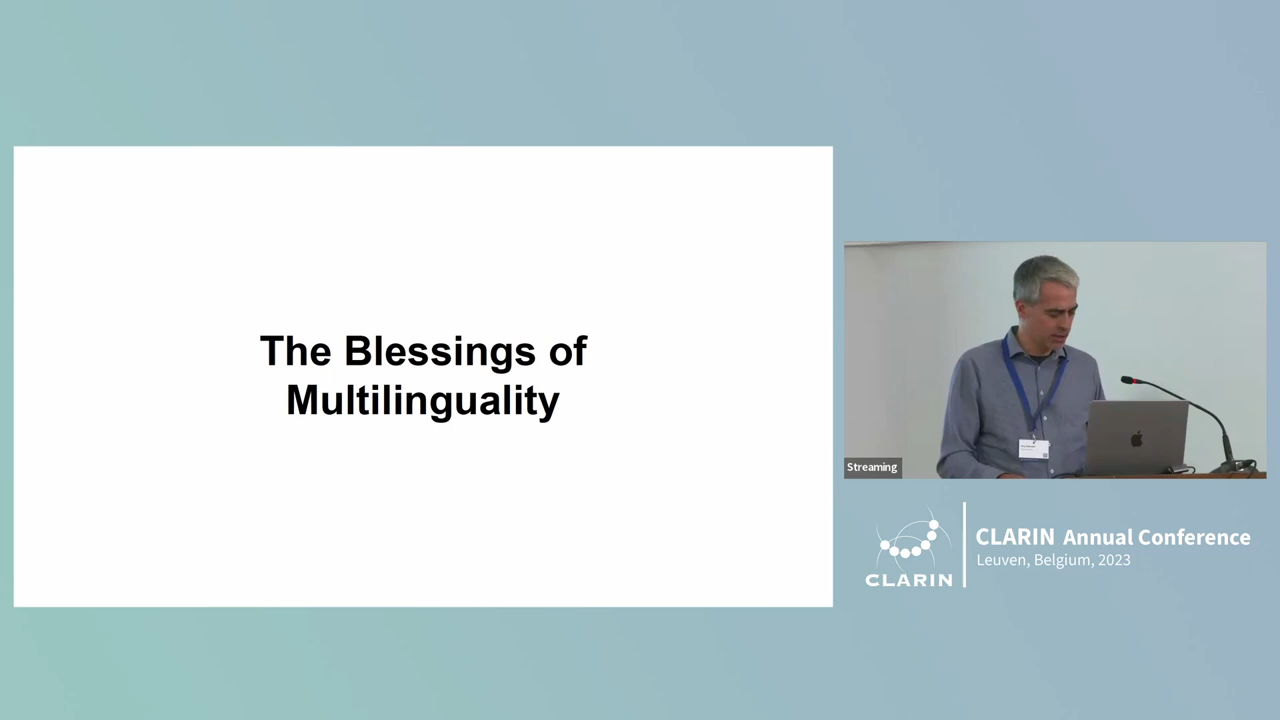 The Blessings of
Multilinguality
Streaming
CLARIN
CLARIN Annual Conference
Leuven, Belgium, 2023